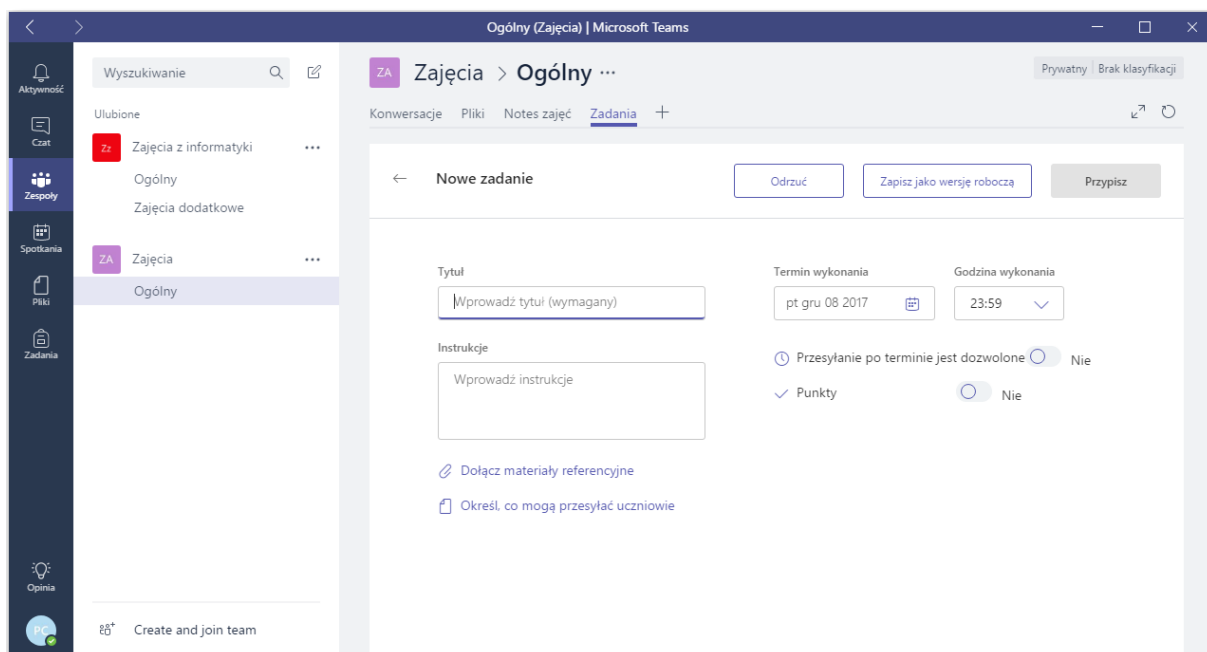 Ogólny (Zajęcia) | Microsoft Teams
Aktywność
Czat
Zespoły
Spotkania
Pliki
Zadania
Opinia
PC
Wyszukiwanie
Ulubione
Zz Zajęcia z informatyki ...
Ogólny
Zajęcia dodatkowe
ZA Zajęcia ...
Ogólny
Create and join team
ZA Zajęcia > Ogólny ...
Prywatny | Brak klasyfikacji
Konwersacje Pliki Notes zajęć Zadania +
← Nowe zadanie Odrzuć Zapisz jako wersję roboczą Przypisz
Tytuł
Wprowadź tytuł (wymagany)
Instrukcje
Wprowadź instrukcje
Dołącz materiały referencyjne
Określ, co mogą przesyłać uczniowie
Termin wykonania Godzina wykonania
pt gru 08 2017 23:59
Przesyłanie po terminie jest dozwolone Nie
Punkty Nie